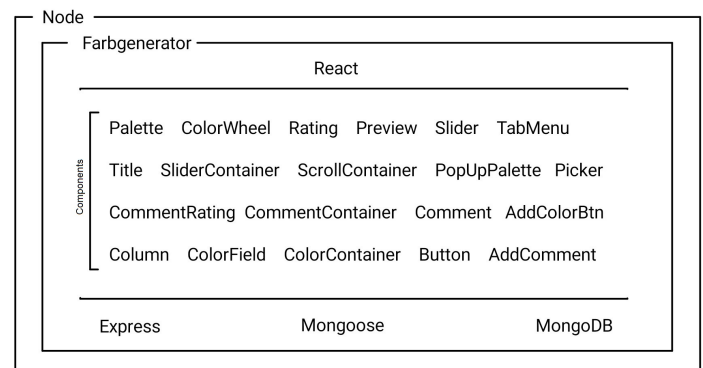 Node
Farbgenerator
React
Components
Palette ColorWheel Rating Preview Slider TabMenu
Title SliderContainer ScrollContainer PopUpPalette Picker
CommentRating CommentContainer Comment AddColorBtn
Column ColorField ColorContainer Button AddComment
Express Mongoose MongoDB